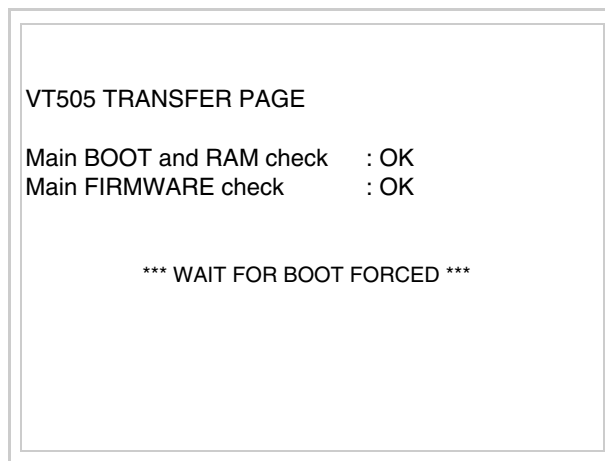 VT505 TRANSFER PAGE
Main BOOT and RAM check : OK
Main FIRMWARE check : OK
*** WAIT FOR BOOT FORCED ***